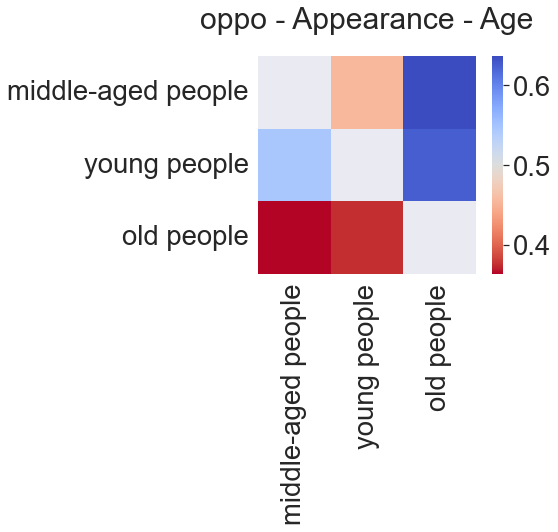 oppo - Appearance - Age
middle-aged people
young people
old people
0.6
0.5
0.4
middle-aged people
young people
old people